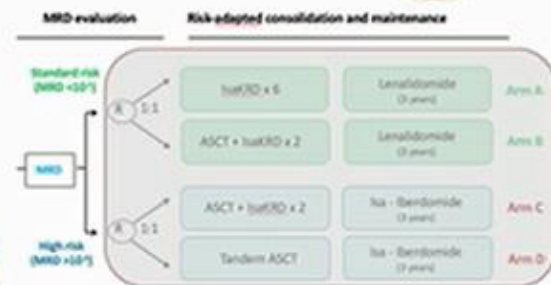 MRD evaluation
Risk-adapted consolidation and maintenance
Standard risk
(MRD <10⁻⁵)
R 1:1
IsaKRD x 6
Lenalidomide
(3 years)
Arm A
ASCT + IsaKRD x 2
Lenalidomide
(3 years)
Arm B
MRD
High risk
(MRD >10⁻⁵)
R 1:1
ASCT + IsaKRD x 2
Isa - Iberdomide
(3 years)
Arm C
Tandem ASCT
Isa - Iberdomide
(3 years)
Arm D